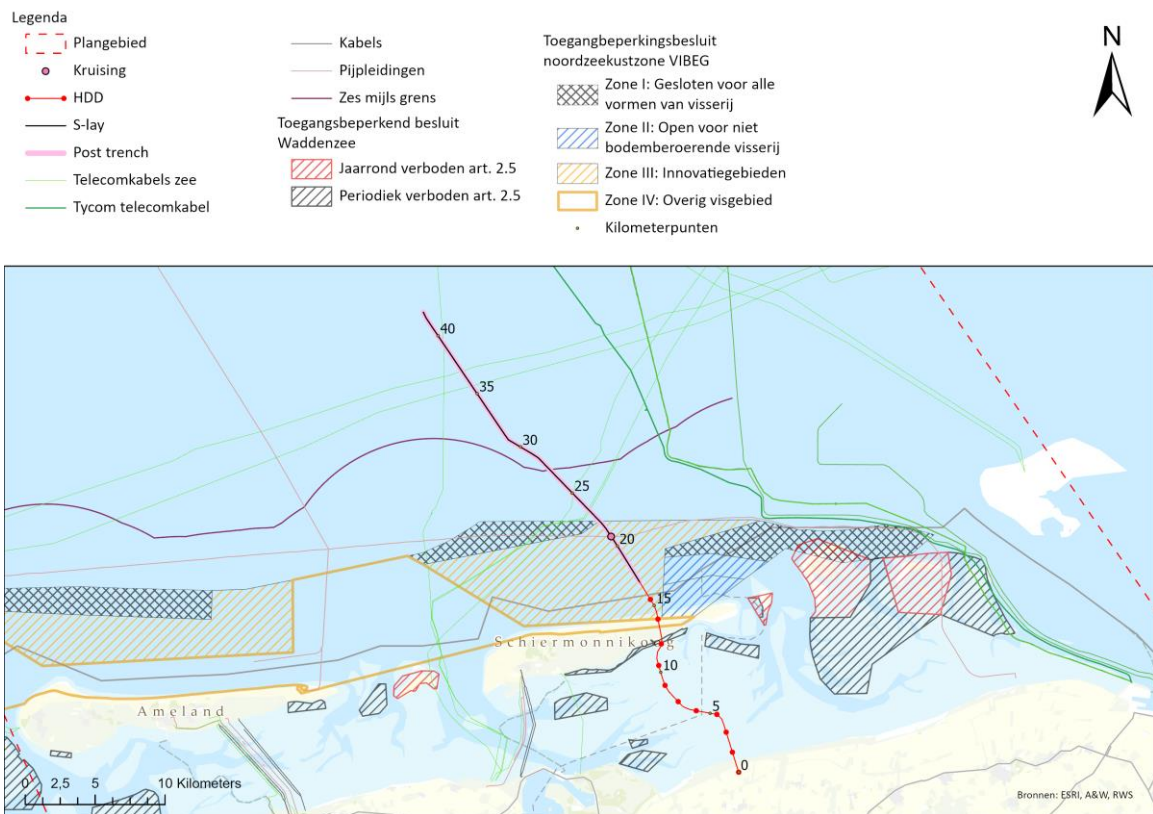 Legenda
Plangebied
Kruising
HDD
S-lay
Post trench
Telecomkabels zee
Tycom telecomkabel
Kabels
Pijpleidingen
Zes mijls grens
Toegangsbeperkend besluit
Waddenzee
Jaarrond verboden art. 2.5
Periodiek verboden art. 2.5
Toegangbeperkingsbesluit
noordzeekustzone VIBEG
Zone I: Gesloten voor alle
vormen van visserij
Zone II: Open voor niet
bodemberoerende visserij
Zone III: Innovatiegebieden
Zone IV: Overig visgebied
Kilometerpunten
N
40
35
30
25
20
15
Schiermonnikoog
10
Ameland
5
0
0 2,5 5 10 Kilometers
Bronnen: ESRI, A&W, RWS